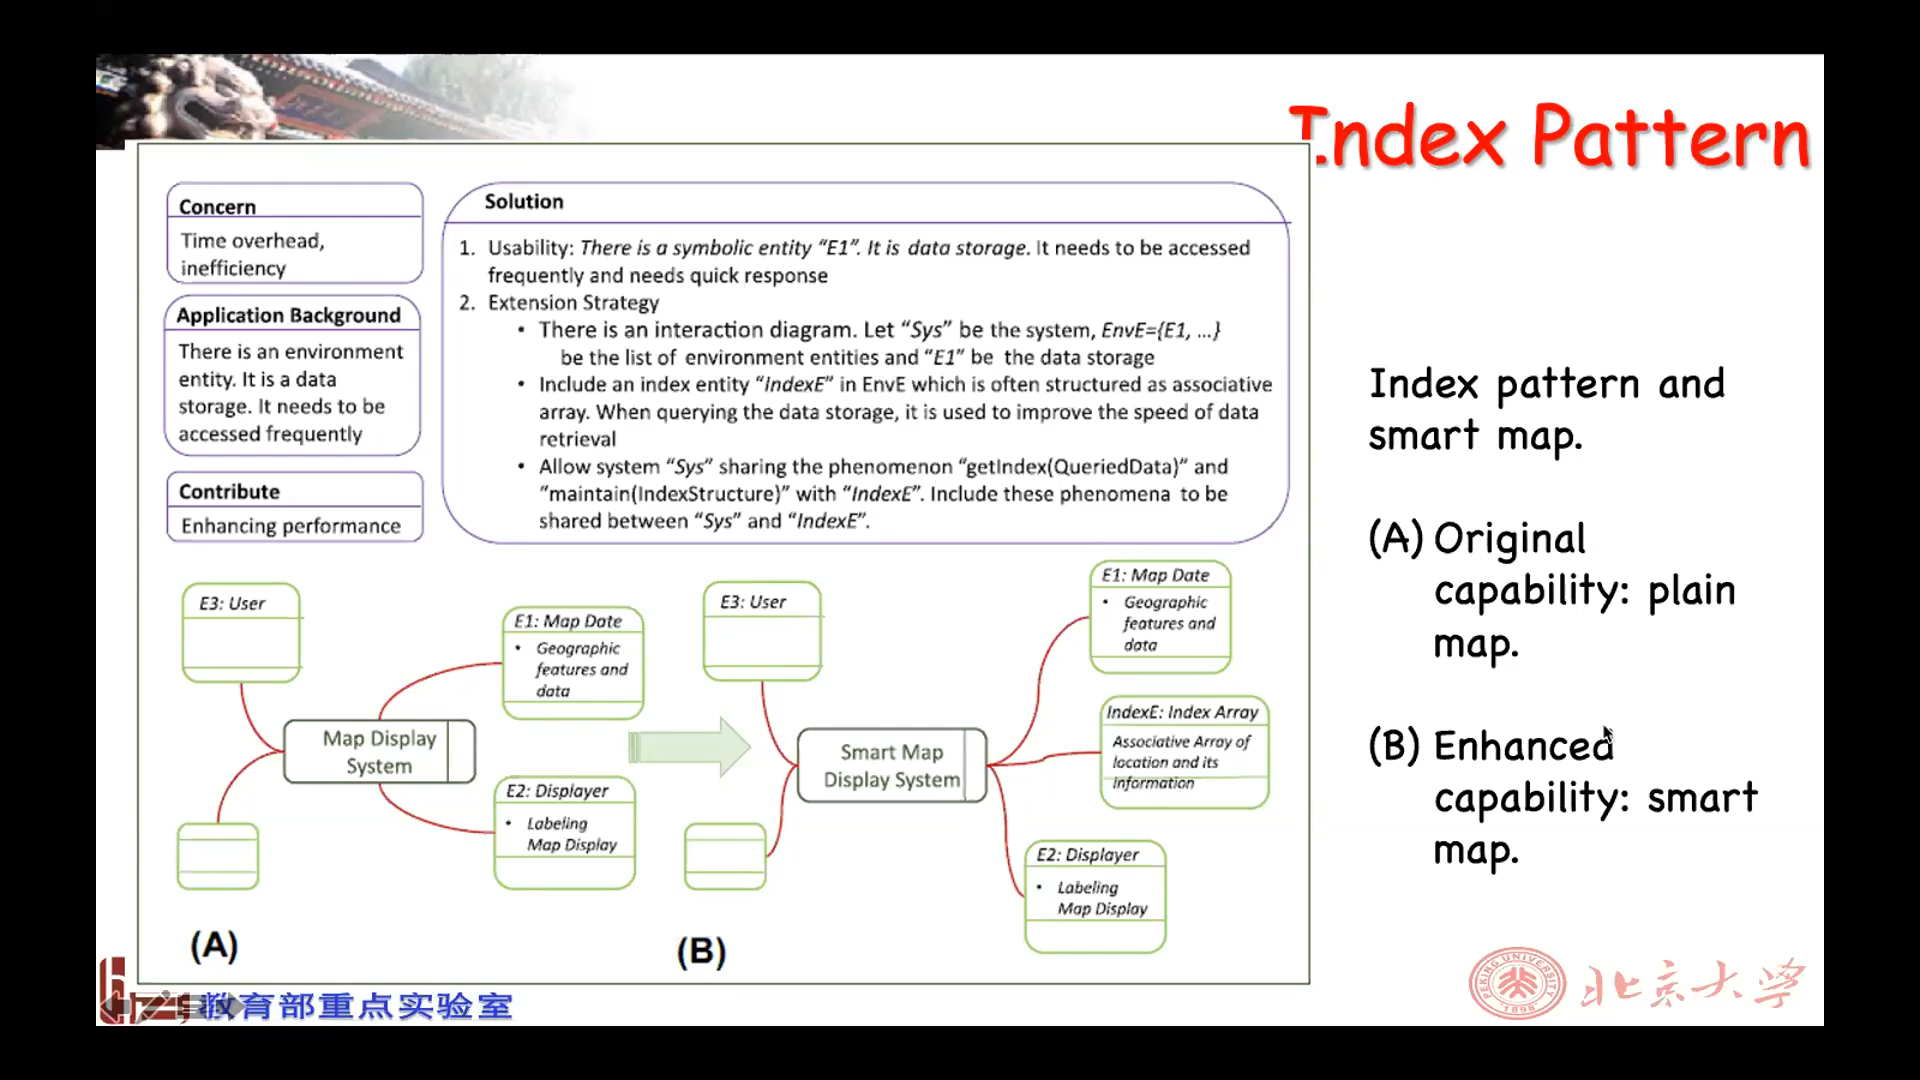 Index Pattern
Concern
Time overhead,
inefficiency
Application Background
There is an environment
entity. It is a data
storage. It needs to be
accessed frequently
Contribute
Enhancing performance
Solution
1. Usability: There is a symbolic entity “E1”. It is data storage. It needs to be accessed
frequently and needs quick response
2. Extension Strategy
• There is an interaction diagram. Let “Sys” be the system, EnvE={E1, ...}
be the list of environment entities and “E1” be the data storage
• Include an index entity “IndexE” in EnvE which is often structured as associative
array. When querying the data storage, it is used to improve the speed of data
retrieval
• Allow system “Sys” sharing the phenomenon “getIndex(QueriedData)” and
“maintain(IndexStructure)” with “IndexE”. Include these phenomena to be
shared between “Sys” and “IndexE”.
E3: User
E1: Map Date
• Geographic
features and
data
Map Display
System
E2: Displayer
• Labeling
Map Display
(A)
E3: User
E1: Map Date
• Geographic
features and
data
Smart Map
Display System
IndexE: Index Array
Associative Array of
location and its
information
E2: Displayer
• Labeling
Map Display
(B)
Index pattern and
smart map.
(A) Original
capability: plain
map.
(B) Enhanced
capability: smart
map.
教育部重点实验室
PEKING UNIVERSITY
1898
北京大学